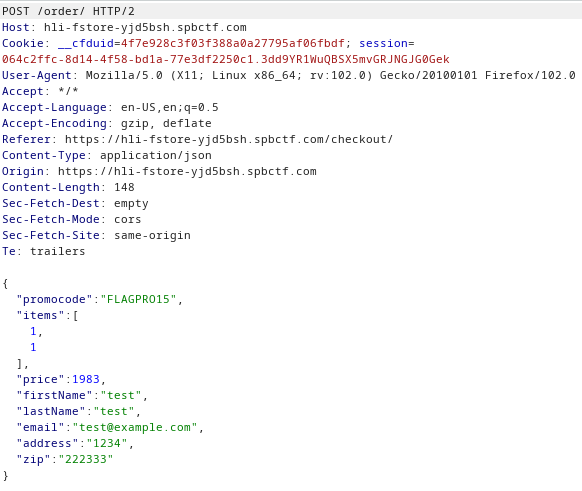 POST /order/ HTTP/2
Host: hli-fstore-yjd5bsh.spbctf.com
Cookie: __cfduid=4f7e928c3f03f388a0a27795af06fbdf; session=
064c2ffc-8d14-4f58-bd1a-77e3df2250c1.3dd9YR1WuQBSX5mvGRJNGJG0Gek
User-Agent: Mozilla/5.0 (X11; Linux x86_64; rv:102.0) Gecko/20100101 Firefox/102.0
Accept: */*
Accept-Language: en-US,en;q=0.5
Accept-Encoding: gzip, deflate
Referer: https://hli-fstore-yjd5bsh.spbctf.com/checkout/
Content-Type: application/json
Origin: https://hli-fstore-yjd5bsh.spbctf.com
Content-Length: 148
Sec-Fetch-Dest: empty
Sec-Fetch-Mode: cors
Sec-Fetch-Site: same-origin
Te: trailers

{
  "promocode":"FLAGPRO15",
  "items":[
    1,
    1
  ],
  "price":1983,
  "firstName":"test",
  "lastName":"test",
  "email":"test@example.com",
  "address":"1234",
  "zip":"222333"
}